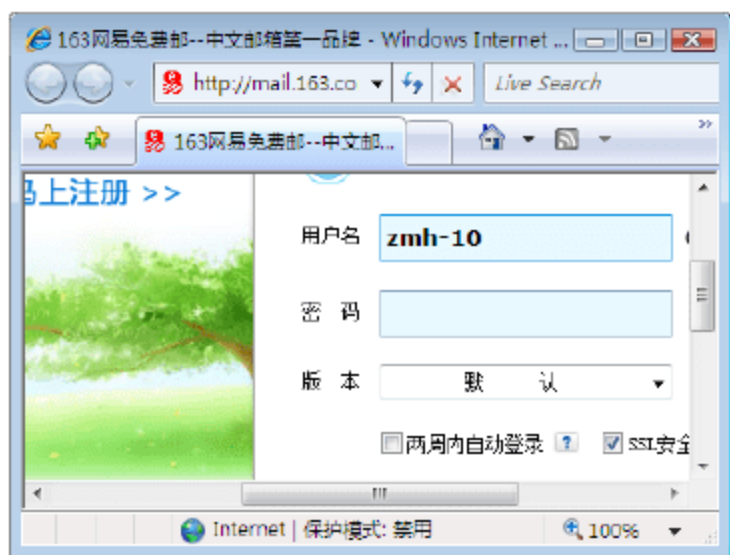 163网易免费邮--中文邮箱第一品牌 - Windows Internet ...
http://mail.163.co
Live Search
163网易免费邮--中文邮...
马上注册 >>
用户名 zmh-10
密 码
版 本 默 认
两周内自动登录 ? SSL安全
Internet | 保护模式: 禁用 100%